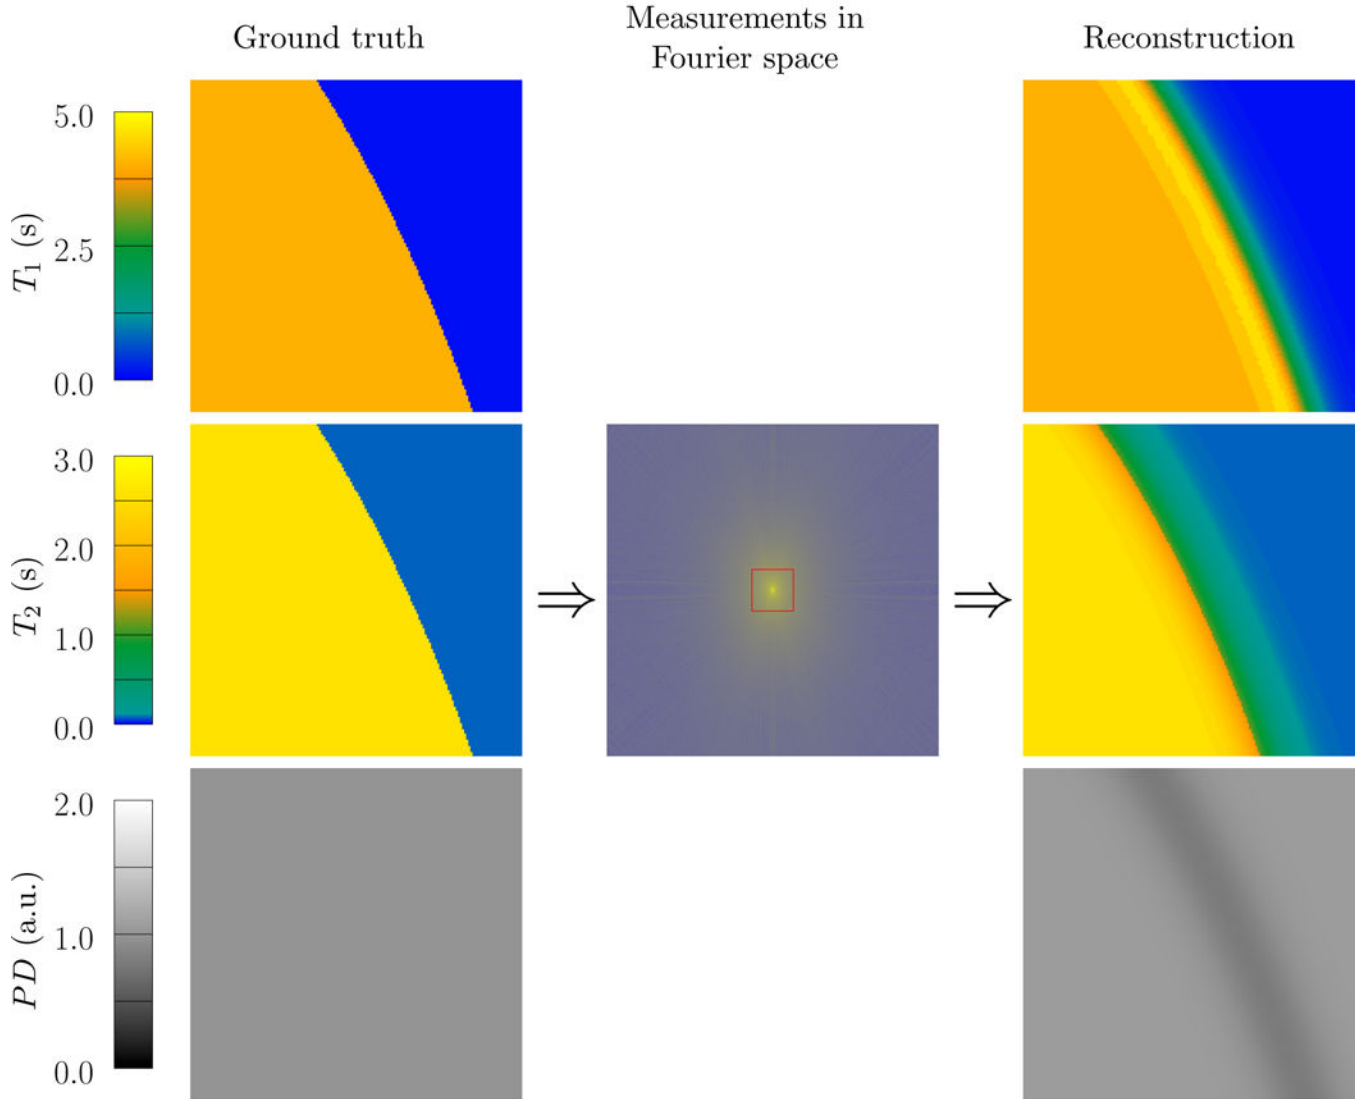 Ground truth
Measurements in
Fourier space
Reconstruction
T₁ (s)
5.0
2.5
0.0
T₂ (s)
3.0
2.0
1.0
0.0
⇒
⇒
PD (a.u.)
2.0
1.0
0.0